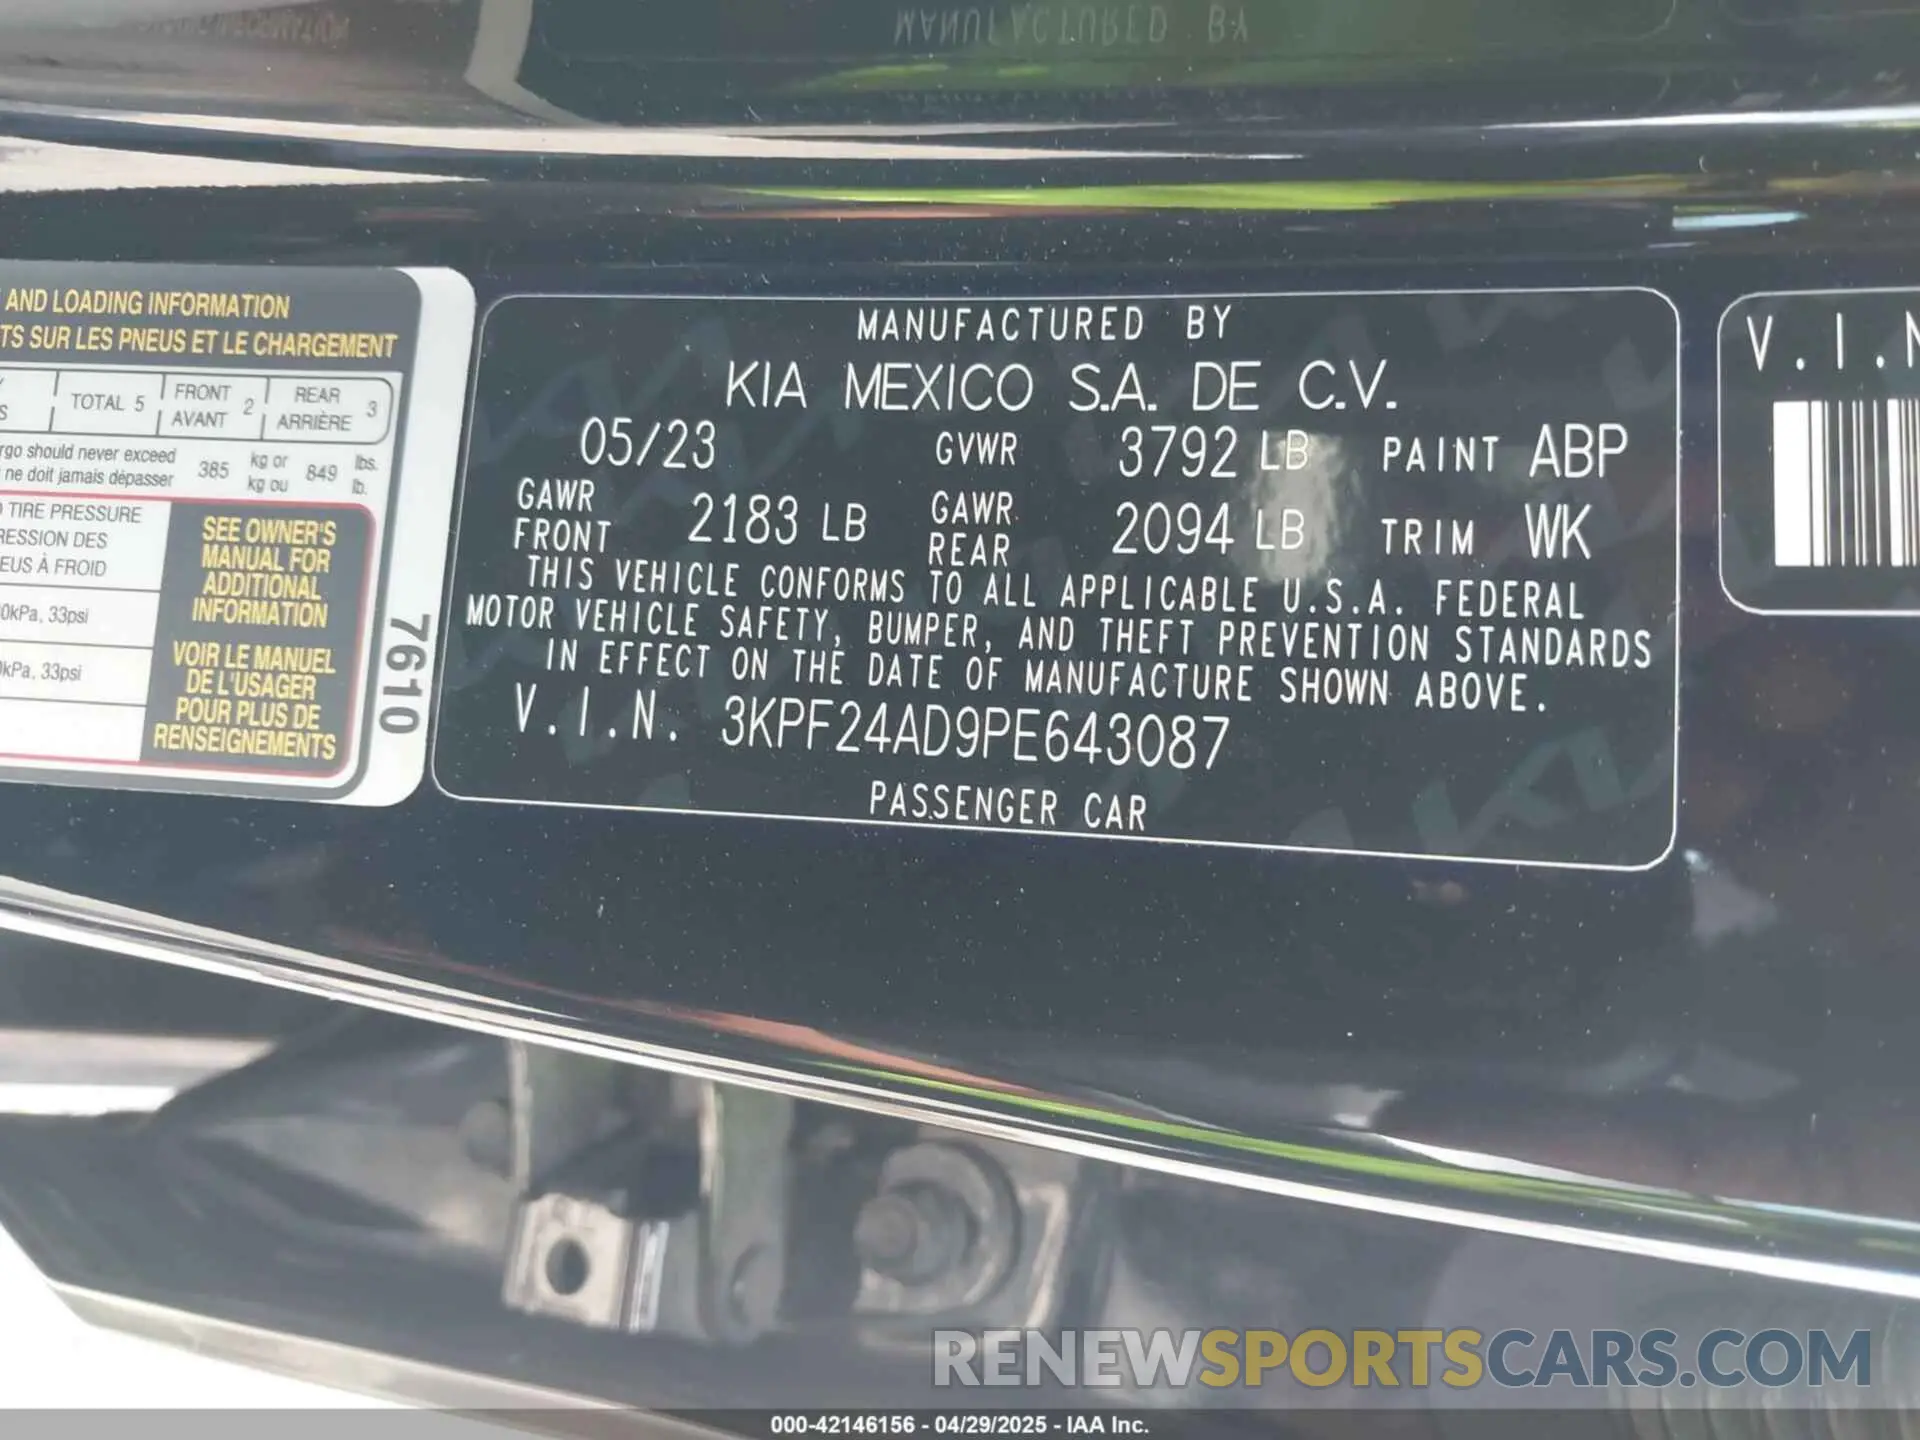 MANUFACTURED BY
AND LOADING INFORMATION
TS SUR LES PNEUS ET LE CHARGEMENT
TOTAL 5
FRONT
AVANT
2
REAR
ARRIÈRE
3
rgo should never exceed
ne doit jamais dépasser
385
kg or
kg ou
849
lbs.
lb.
TIRE PRESSURE
RESSION DES
EUS À FROID
0kPa, 33psi
kPa, 33psi
SEE OWNER'S
MANUAL FOR
ADDITIONAL
INFORMATION
VOIR LE MANUEL
DE L'USAGER
POUR PLUS DE
RENSEIGNEMENTS
7610
MANUFACTURED BY
KIA MEXICO S.A. DE C.V.
05/23 GVWR 3792 LB PAINT ABP
GAWR FRONT 2183 LB GAWR REAR 2094 LB TRIM WK
THIS VEHICLE CONFORMS TO ALL APPLICABLE U.S.A. FEDERAL
MOTOR VEHICLE SAFETY, BUMPER, AND THEFT PREVENTION STANDARDS
IN EFFECT ON THE DATE OF MANUFACTURE SHOWN ABOVE.
V.I.N. 3KPF24AD9PE643087
PASSENGER CAR
V.I.N
RENEWSPORTSCARS.COM
000-42146156 - 04/29/2025 - IAA Inc.